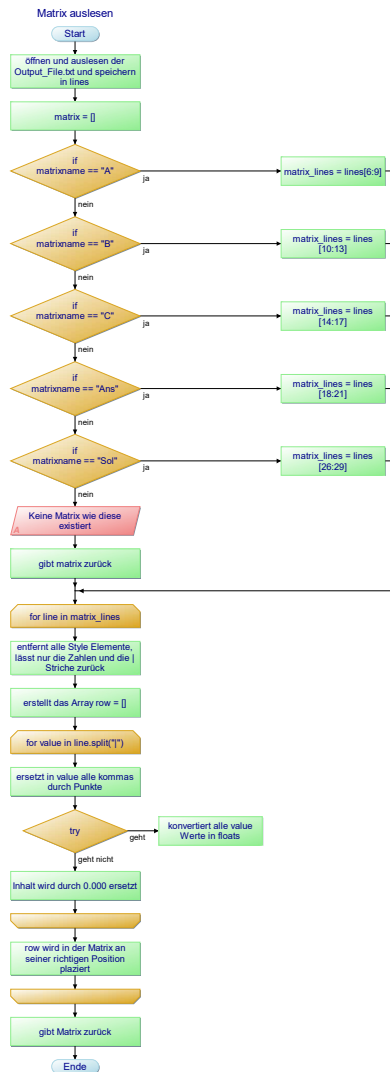 Matrix auslesen
Start
öffnen und auslesen der
Output_File.txt und speichern
in lines
matrix = []
if
matrixname == "A"
ja
matrix_lines = lines[6:9]
nein
if
matrixname == "B"
ja
matrix_lines = lines
[10:13]
nein
if
matrixname == "C"
ja
matrix_lines = lines
[14:17]
nein
if
matrixname == "Ans"
ja
matrix_lines = lines
[18:21]
nein
if
matrixname == "Sol"
ja
matrix_lines = lines
[26:29]
nein
Keine Matrix wie diese
existiert
A
gibt matrix zurück
for line in matrix_lines
entfernt alle Style Elemente,
lässt nur die Zahlen und die |
Striche zurück
erstellt das Array row = []
for value in line.split("|")
ersetzt in value alle kommas
durch Punkte
try
geht
konvertiert alle value
Werte in floats
geht nicht
Inhalt wird durch 0.000 ersetzt
row wird in der Matrix an
seiner richtigen Position
plaziert
gibt Matrix zurück
Ende